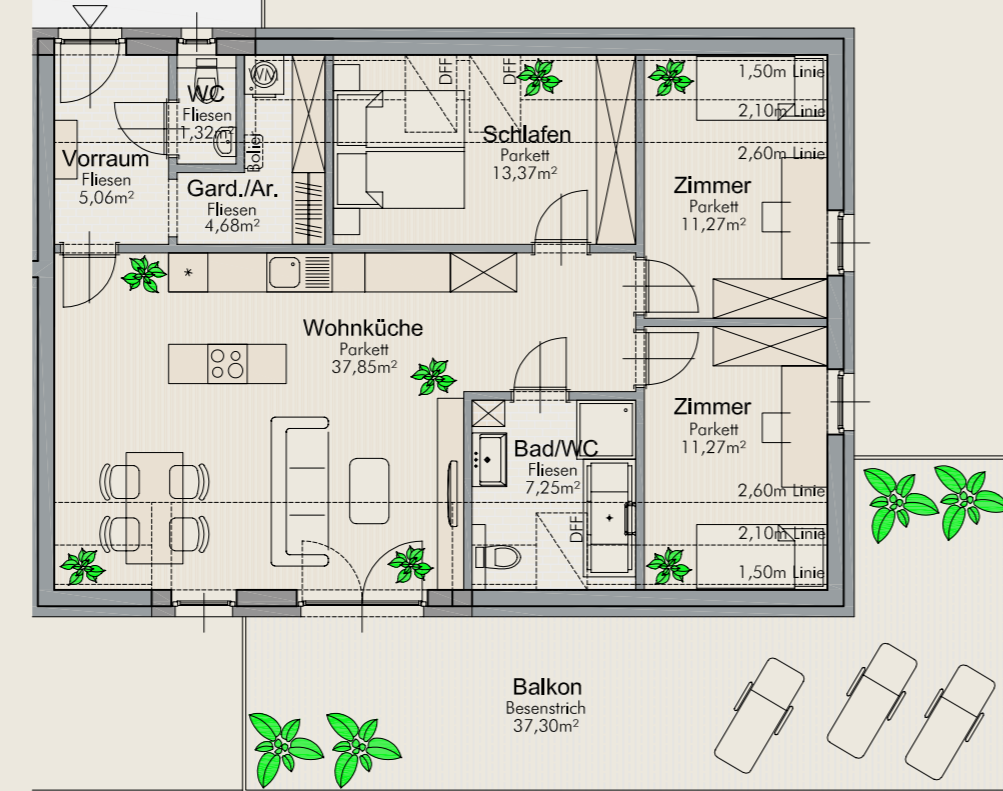 WM
DFF
DFF
1,50m Linie
2,10m Linie
2,60m Linie
WC
Fliesen
1,32m²
Boiler
Vorraum
Fliesen
5,06m²
Gard./Ar.
Fliesen
4,68m²
Schlafen
Parkett
13,37m²
Zimmer
Parkett
11,27m²
*
Wohnküche
Parkett
37,85m²
Zimmer
Parkett
11,27m²
Bad/WC
Fliesen
7,25m²
DFF
2,60m Linie
2,10m Linie
1,50m Linie
Balkon
Besenstrich
37,30m²